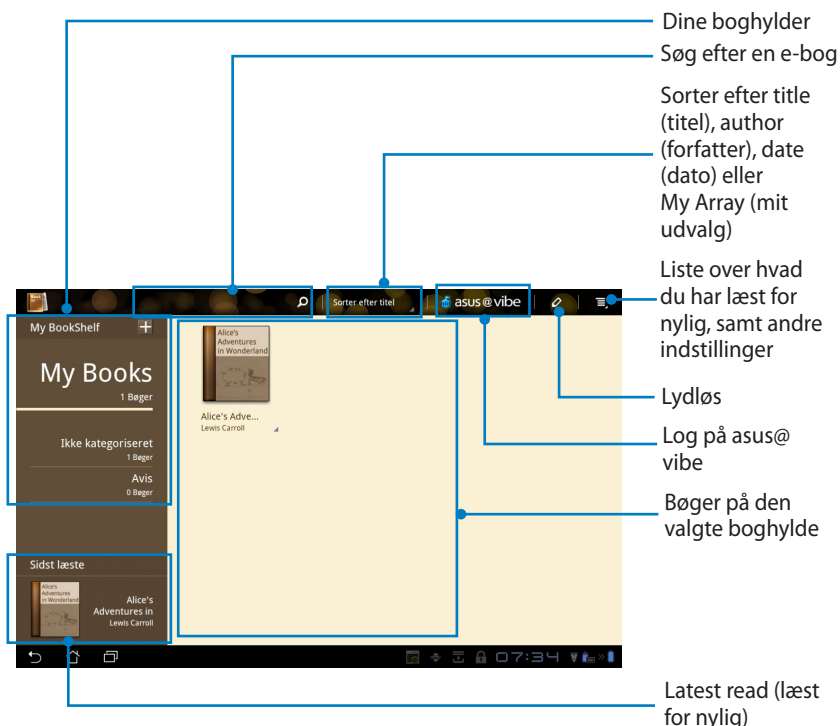 Dine boghylder
Søg efter en e-bog
Sorter efter title
(titel), author
(forfatter), date
(dato) eller
My Array (mit
udvalg)
Liste over hvad
du har læst for
nylig, samt andre
indstillinger
Lydløs
Log på asus@
vibe
Bøger på den
valgte boghylde
Latest read (læst
for nylig)
Sorter efter titel
asus@vibe
My BookShelf
My Books
1 Bøger
Ikke kategoriseret
1 Bøger
Avis
0 Bøger
Alice's
Adventures
in Wonderland
Alice's Adve...
Lewis Carroll
Sidst læste
Alice's
Adventures
in Wonderland
Alice's
Adventures in
Lewis Carroll
07:34